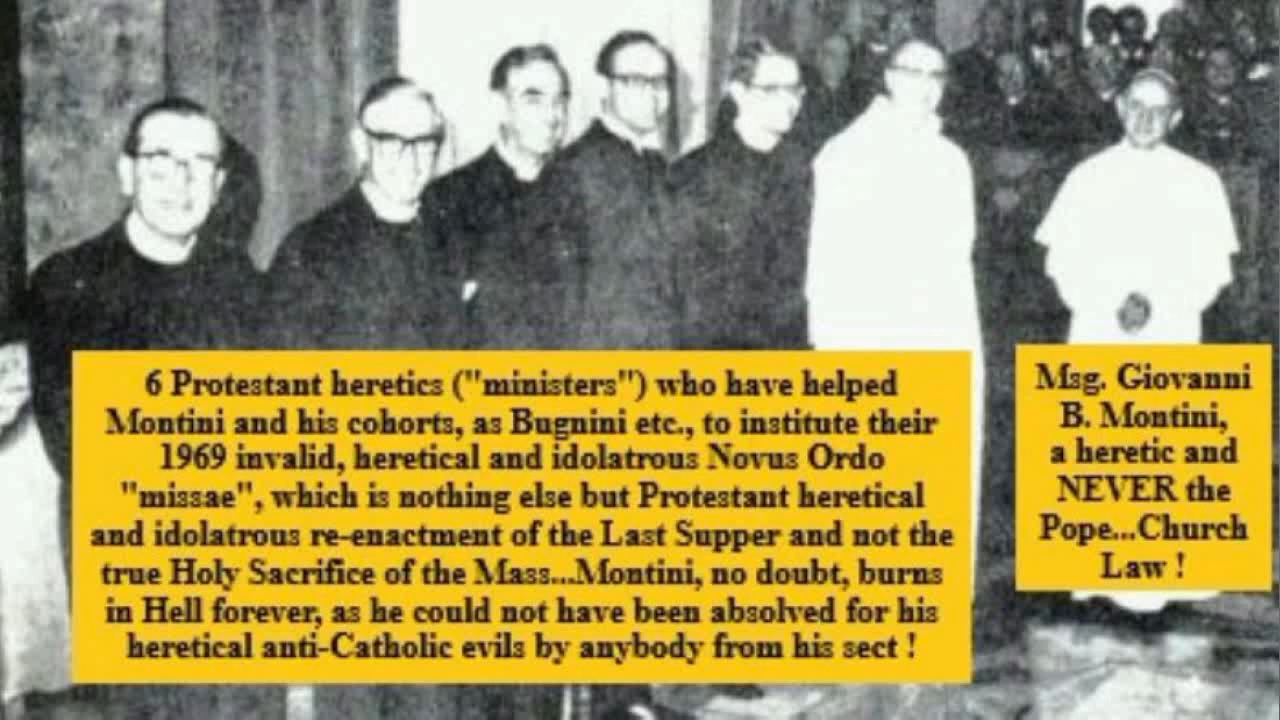 6 Protestant heretics ("ministers") who have helped
Montini and his cohorts, as Bugnini etc., to institute their
1969 invalid, heretical and idolatrous Novus Ordo
"missae", which is nothing else but Protestant heretical
and idolatrous re-enactment of the Last Supper and not the
true Holy Sacrifice of the Mass...Montini, no doubt, burns
in Hell forever, as he could not have been absolved for his
heretical anti-Catholic evils by anybody from his sect !
Msg. Giovanni
B. Montini,
a heretic and
NEVER the
Pope...Church
Law !